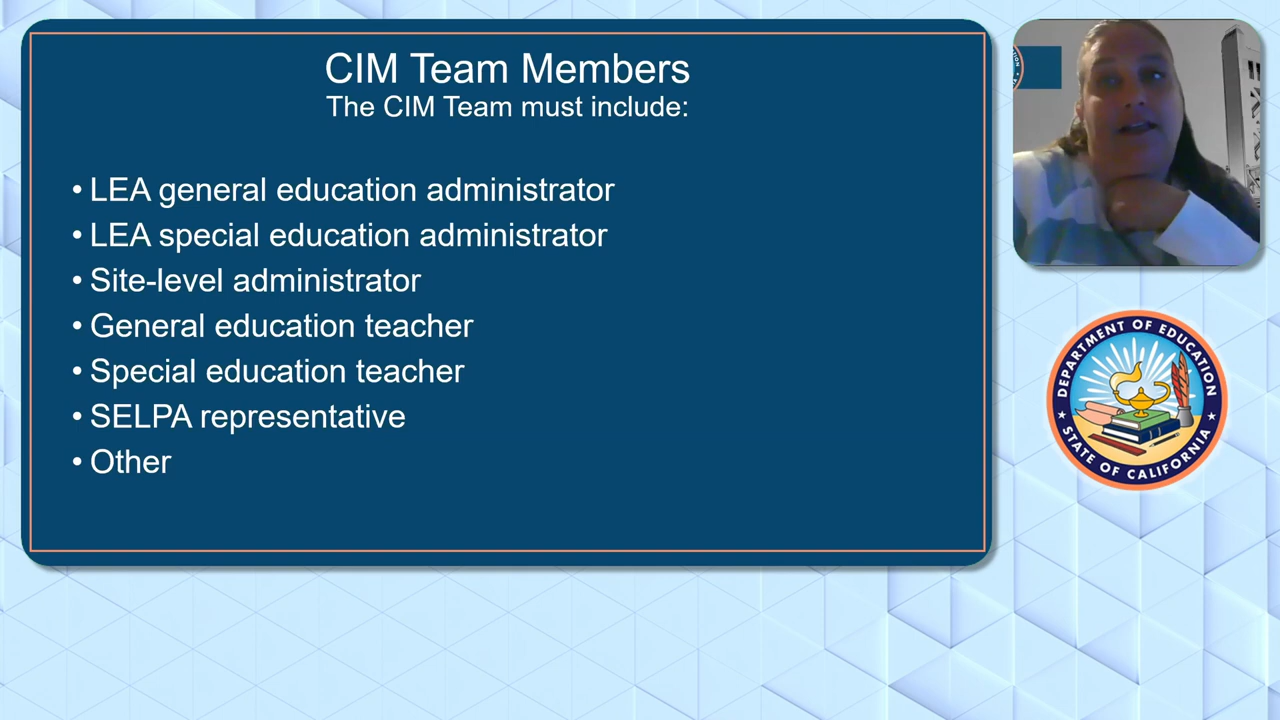 CIM Team Members
The CIM Team must include:
• LEA general education administrator
• LEA special education administrator
• Site-level administrator
• General education teacher
• Special education teacher
• SELPA representative
• Other
DEPARTMENT OF EDUCATION
STATE OF CALIFORNIA